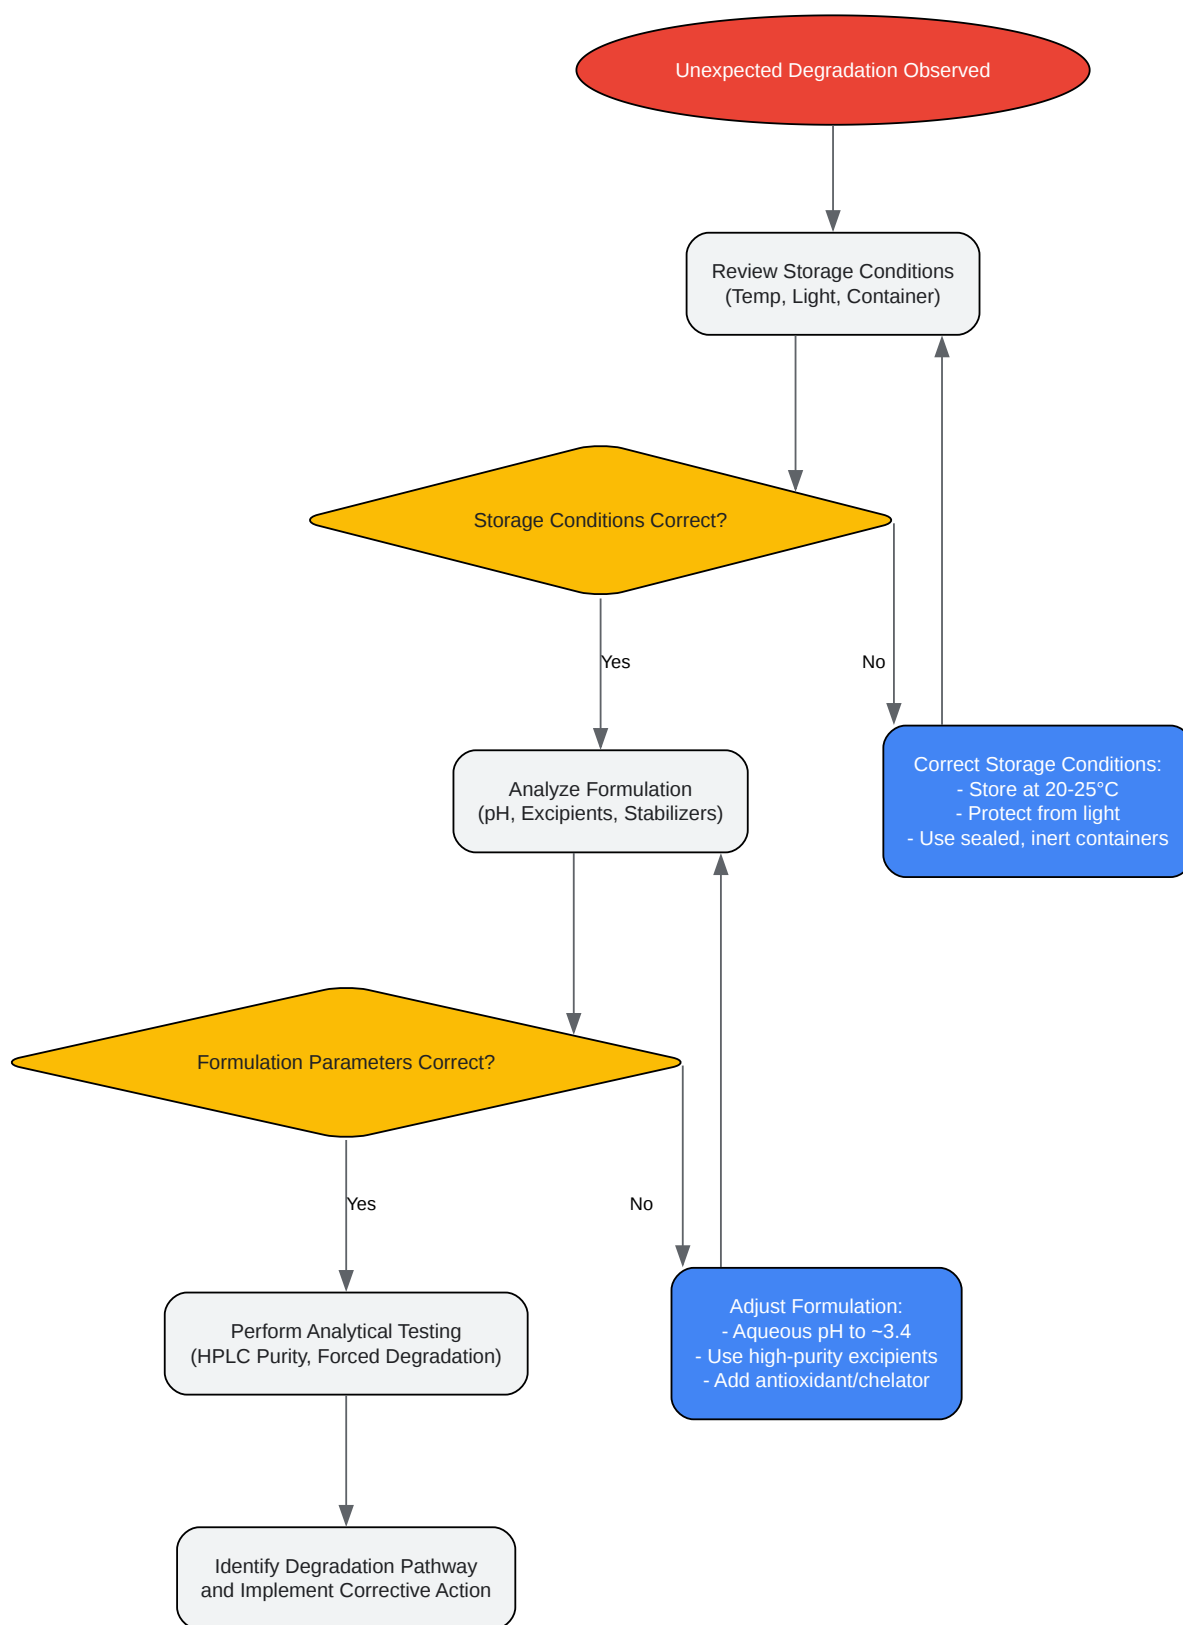 Unexpected Degradation Observed
Review Storage Conditions
(Temp, Light, Container)
Storage Conditions Correct?
Yes
No
Correct Storage Conditions:
- Store at 20-25°C
- Protect from light
- Use sealed, inert containers
Analyze Formulation
(pH, Excipients, Stabilizers)
Formulation Parameters Correct?
Yes
No
Adjust Formulation:
- Aqueous pH to ~3.4
- Use high-purity excipients
- Add antioxidant/chelator
Perform Analytical Testing
(HPLC Purity, Forced Degradation)
Identify Degradation Pathway
and Implement Corrective Action